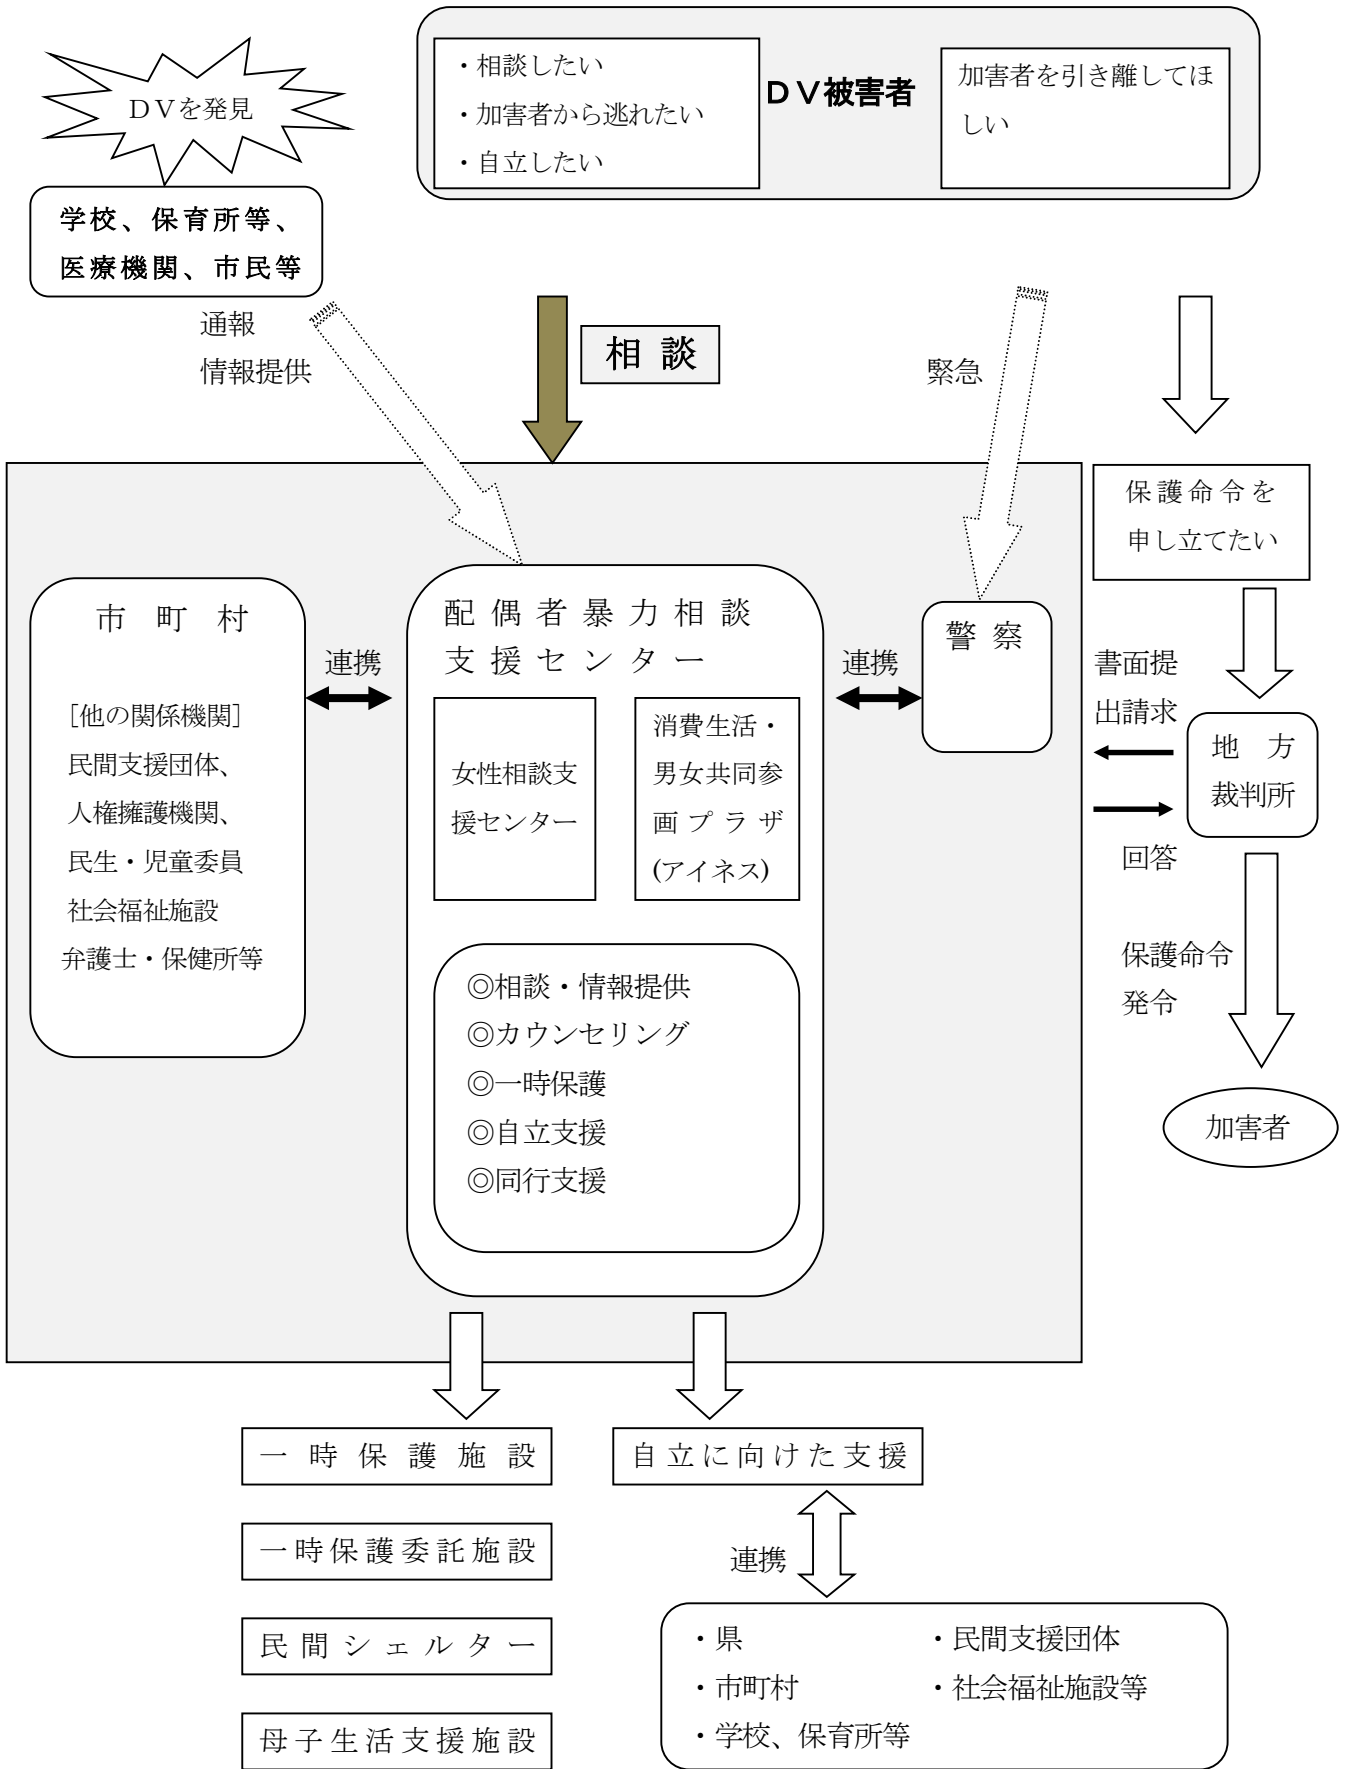 DVを発見
・相談したい
・加害者から逃れたい
・自立したい
DV被害者
加害者を引き離してほ
しい
学校、保育所等、
医療機関、市民等
通報
情報提供
相談
緊急
保護命令を
申し立てたい
市町村
[他の関係機関]
民間支援団体、
人権擁護機関、
民生・児童委員
社会福祉施設
弁護士・保健所等
連携
配偶者暴力相談
支援センター
女性相談支
援センター
消費生活・
男女共同参
画プラザ
(アイネス)
◎相談・情報提供
◎カウンセリング
◎一時保護
◎自立支援
◎同行支援
連携
警察
書面提
出請求
地方
裁判所
回答
保護命令
発令
加害者
一時保護施設
一時保護委託施設
民間シェルター
母子生活支援施設
自立に向けた支援
連携
・県
・市町村
・学校、保育所等
・民間支援団体
・社会福祉施設等